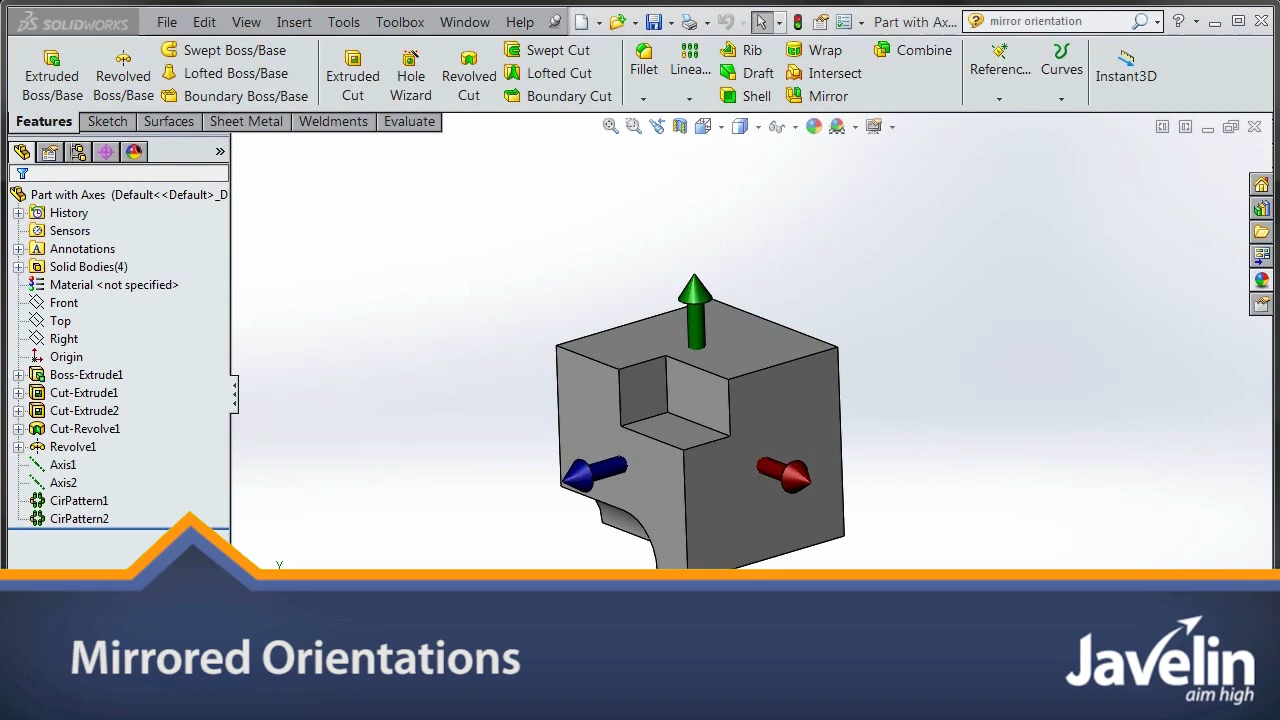 SOLIDWORKS File Edit View Insert Tools Toolbox Window Help Part with Ax... mirror orientation
Extruded Boss/Base
Revolved Boss/Base
Swept Boss/Base
Lofted Boss/Base
Boundary Boss/Base
Extruded Cut
Hole Wizard
Revolved Cut
Swept Cut
Lofted Cut
Boundary Cut
Fillet
Linea...
Rib
Draft
Shell
Wrap
Intersect
Mirror
Combine
Referenc...
Curves
Instant3D
Features Sketch Surfaces Sheet Metal Weldments Evaluate
Part with Axes (Default<<Default>_D
History
Sensors
Annotations
Solid Bodies(4)
Material <not specified>
Front
Top
Right
Origin
Boss-Extrude1
Cut-Extrude1
Cut-Extrude2
Cut-Revolve1
Revolve1
Axis1
Axis2
CirPattern1
CirPattern2
Y
Mirrored Orientations
Javelin
aim high